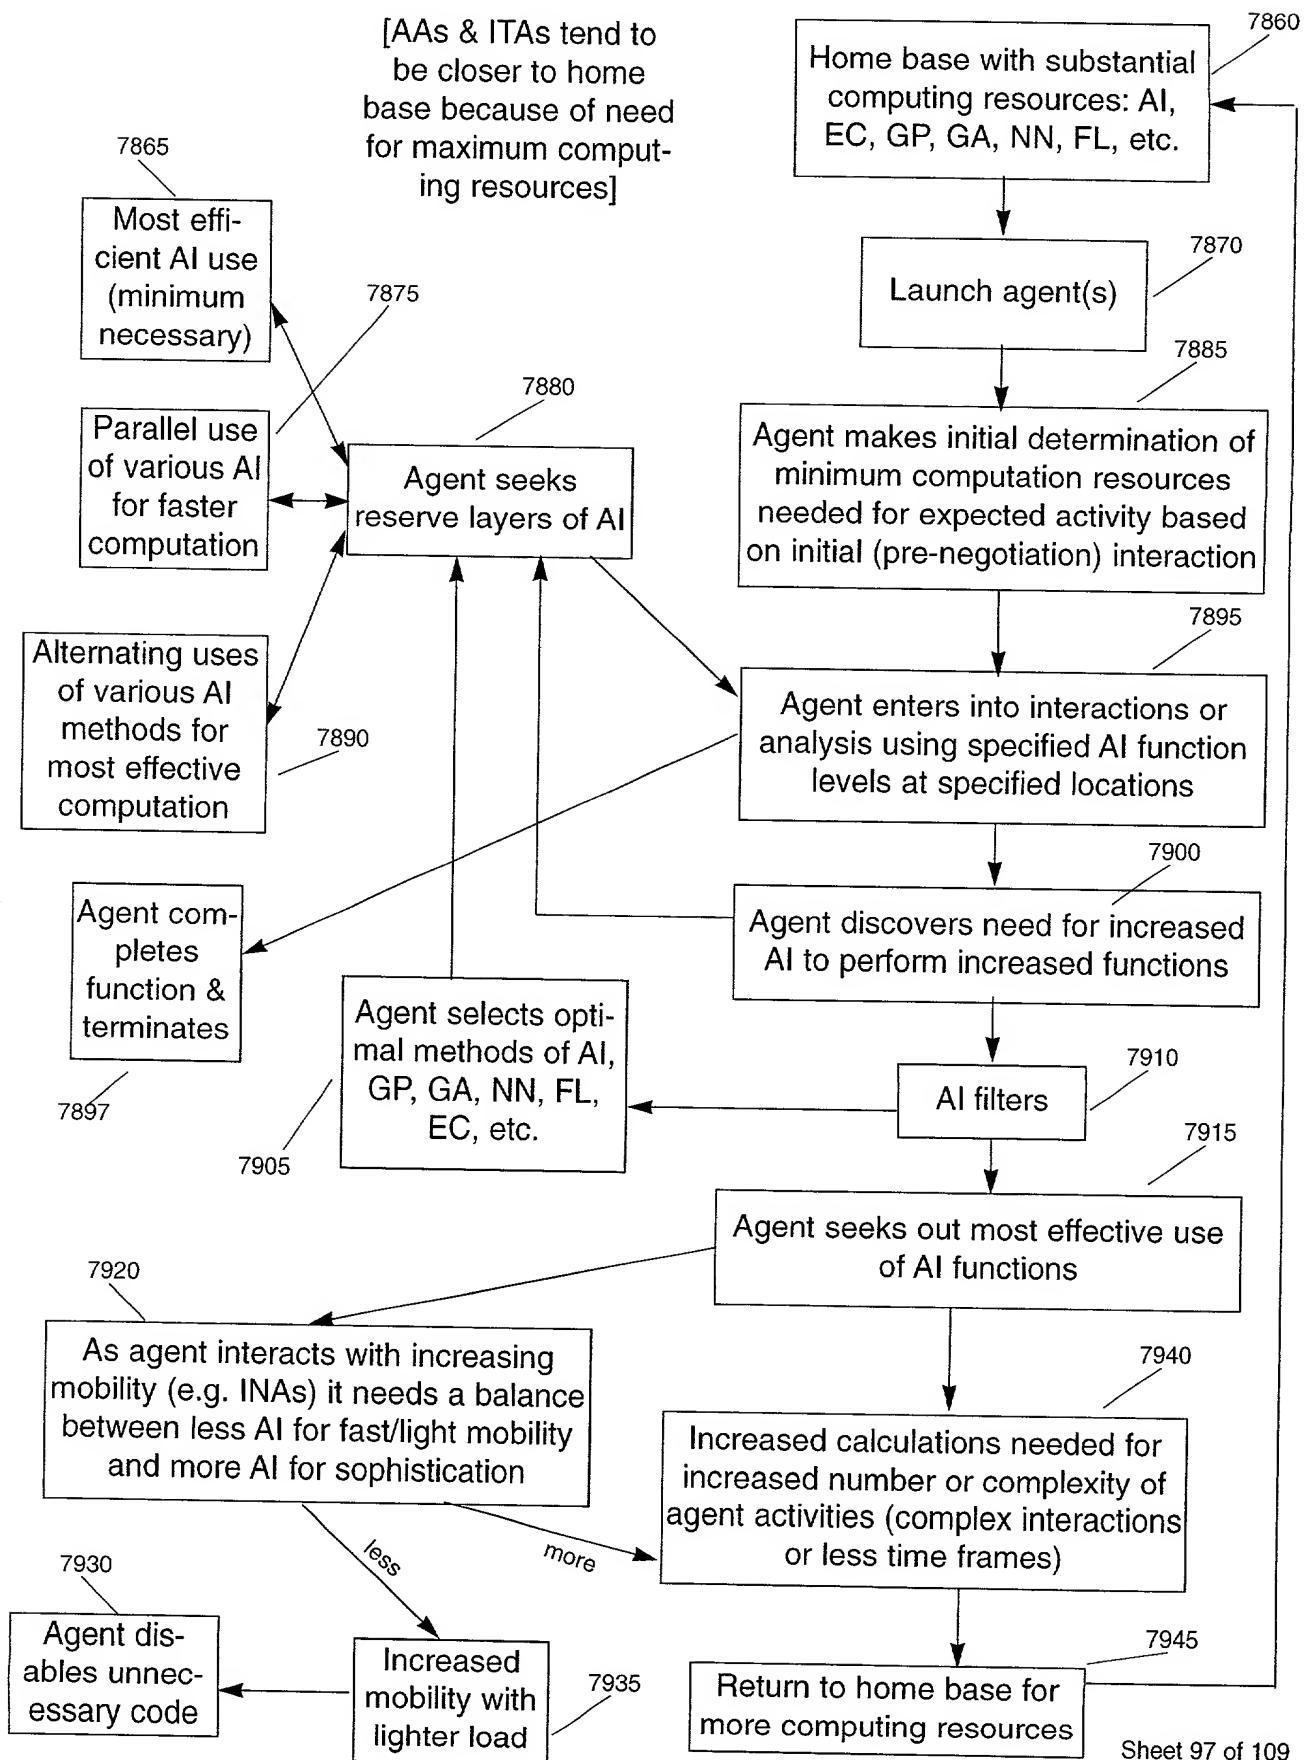 [AAs & ITAs tend to
be closer to home
base because of need
for maximum comput-
ing resources]
7860
Home base with substantial
computing resources: AI,
EC, GP, GA, NN, FL, etc.
7865
Most effi-
cient AI use
(minimum
necessary)
7870
Launch agent(s)
7875
Parallel use
of various AI
for faster
computation
7880
Agent seeks
reserve layers of AI
7885
Agent makes initial determination of
minimum computation resources
needed for expected activity based
on initial (pre-negotiation) interaction
7890
Alternating uses
of various AI
methods for
most effective
computation
7895
Agent enters into interactions or
analysis using specified AI function
levels at specified locations
Agent com-
pletes
function &
terminates
7897
7900
Agent discovers need for increased
AI to perform increased functions
Agent selects opti-
mal methods of AI,
GP, GA, NN, FL,
EC, etc.
7905
7910
AI filters
7915
Agent seeks out most effective use
of AI functions
7920
As agent interacts with increasing
mobility (e.g. INAs) it needs a balance
between less AI for fast/light mobility
and more AI for sophistication
less
more
7940
Increased calculations needed for
increased number or complexity of
agent activities (complex interactions
or less time frames)
7930
Agent dis-
ables unnec-
essary code
Increased
mobility with
lighter load
7935
7945
Return to home base for
more computing resources
Sheet 97 of 109